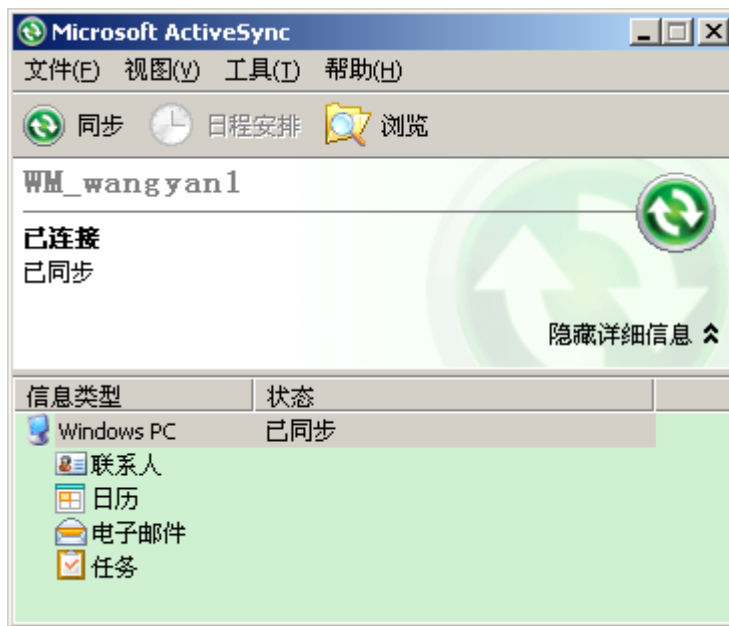 Microsoft ActiveSync
文件(F) 视图(V) 工具(T) 帮助(H)
同步 日程安排 浏览
WM_wangyan1
已连接
已同步
隐藏详细信息
信息类型 状态
Windows PC 已同步
联系人
日历
电子邮件
任务